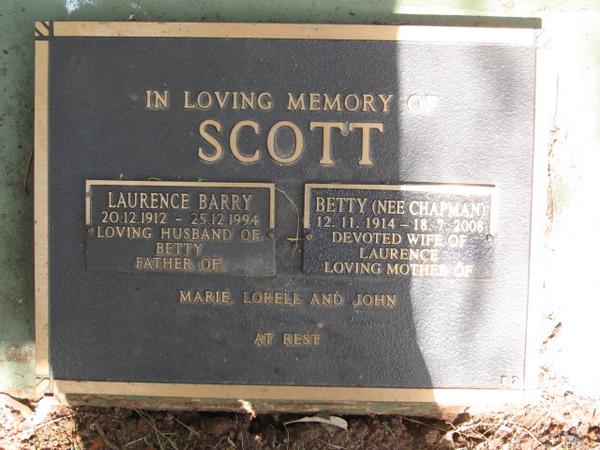 IN LOVING MEMORY OF
SCOTT
LAURENCE BARRY
20.12.1912 - 25.12.1994
LOVING HUSBAND OF
BETTY
FATHER OF
BETTY (NEE CHAPMAN)
12. 11. 1914 - 18. 7. 2008
DEVOTED WIFE OF
LAURENCE
LOVING MOTHER OF
MARIE, LORELL AND JOHN
AT REST